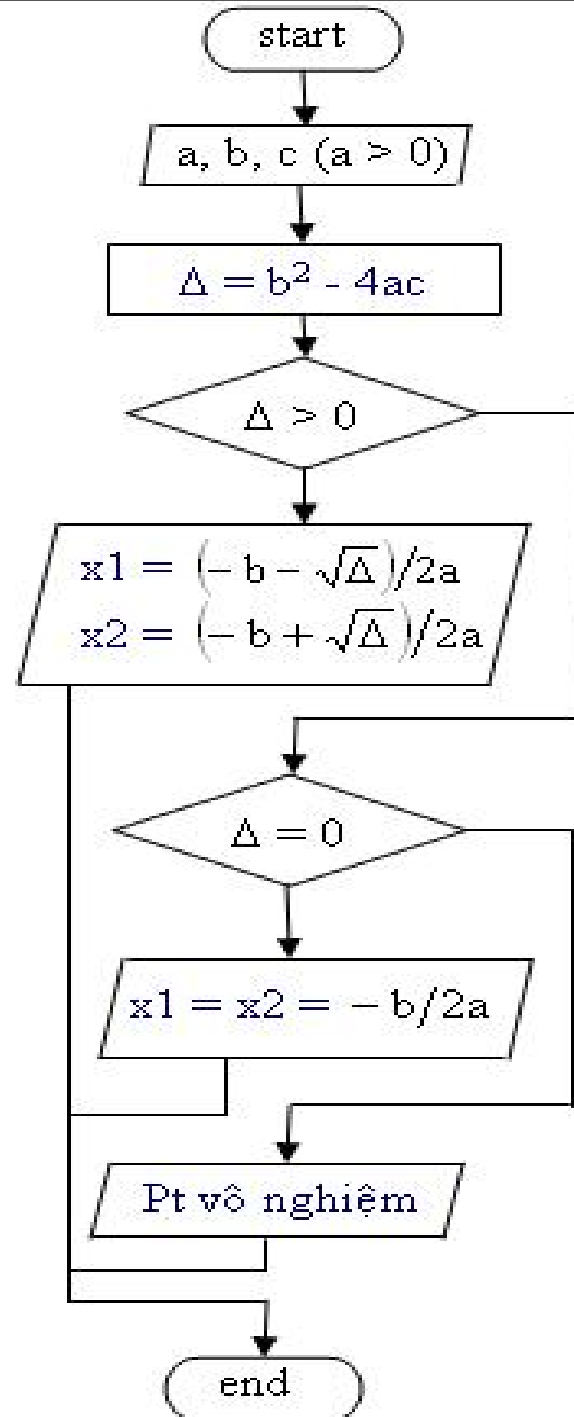 start
a, b, c (a > 0)
Δ = b² - 4ac
Δ > 0
x1 = (−b − √Δ)/2a
x2 = (−b + √Δ)/2a
Δ = 0
x1 = x2 = −b/2a
Pt vô nghiệm
end